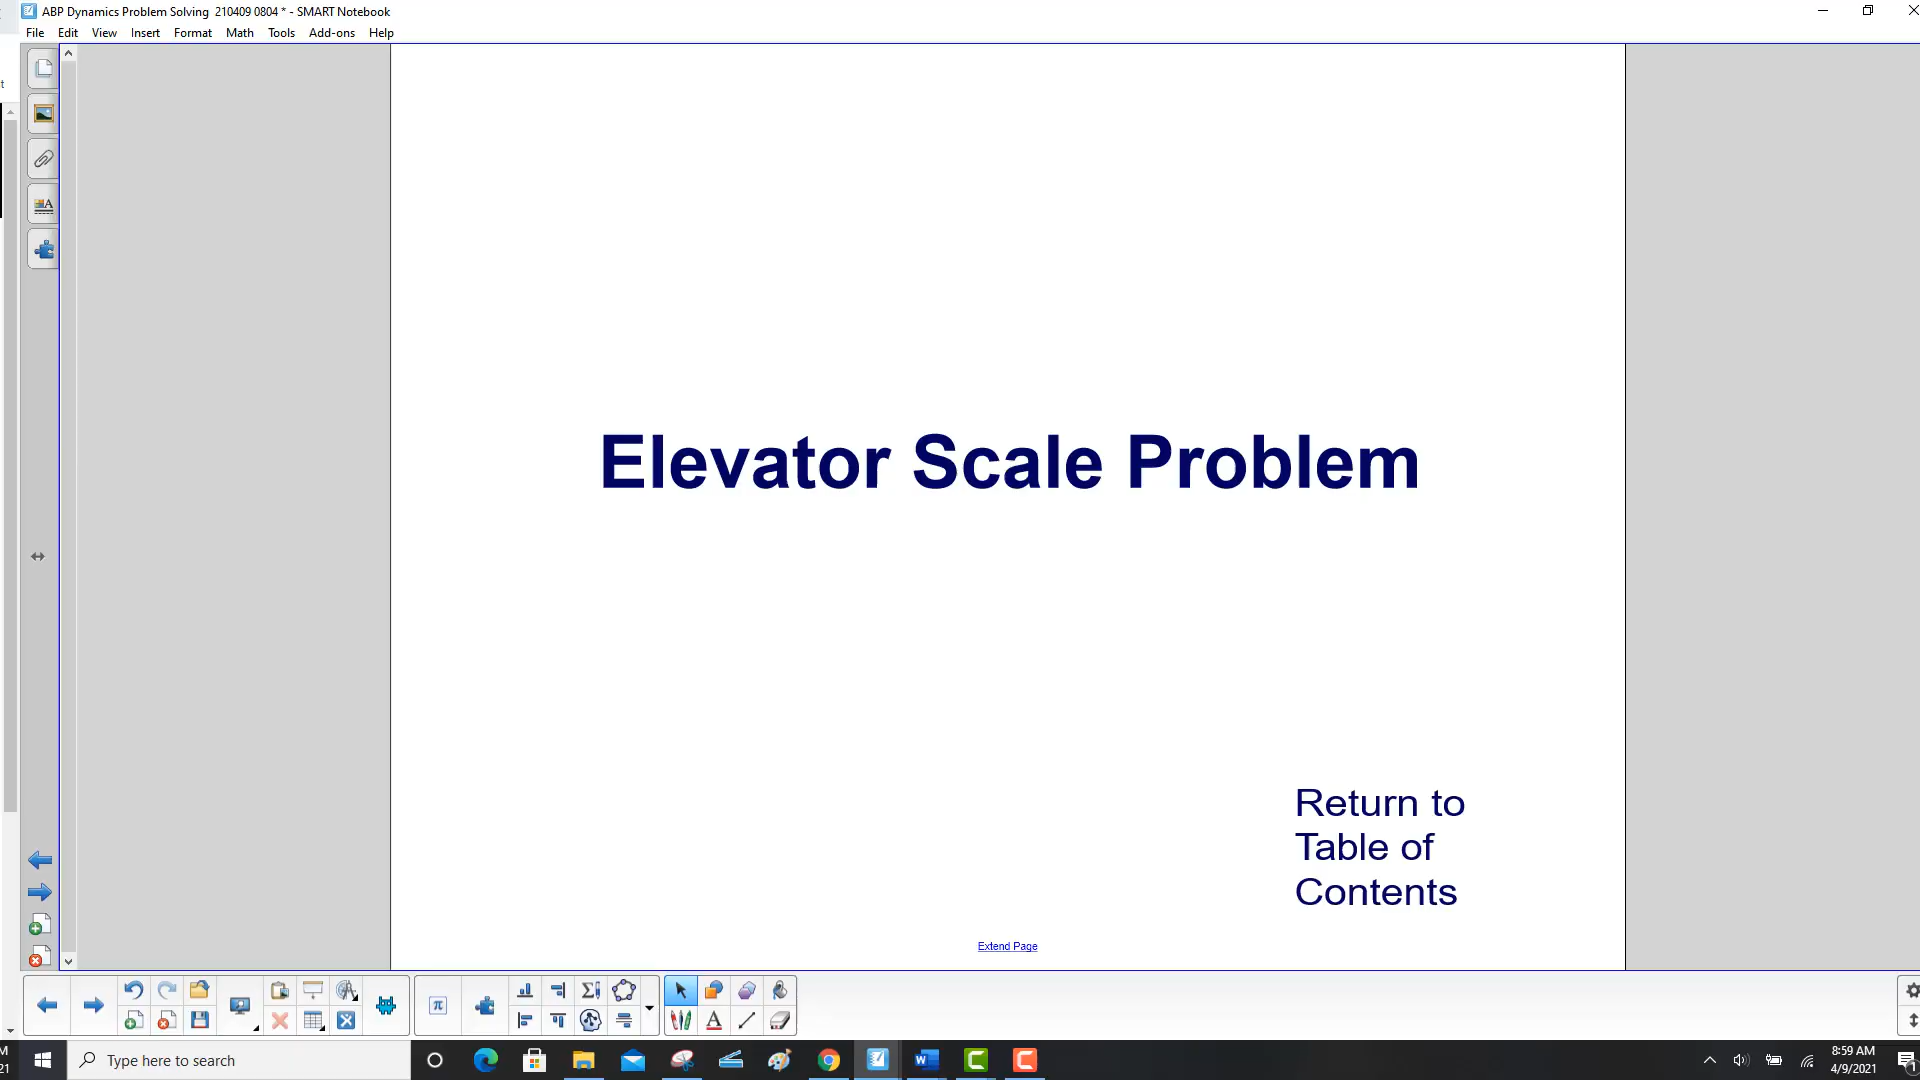 ABP Dynamics Problem Solving  210409 0804 * - SMART Notebook
File Edit View Insert Format Math Tools Add-ons Help
Elevator Scale Problem
Return to
Table of
Contents
Extend Page
Type here to search
8:59 AM
4/9/2021